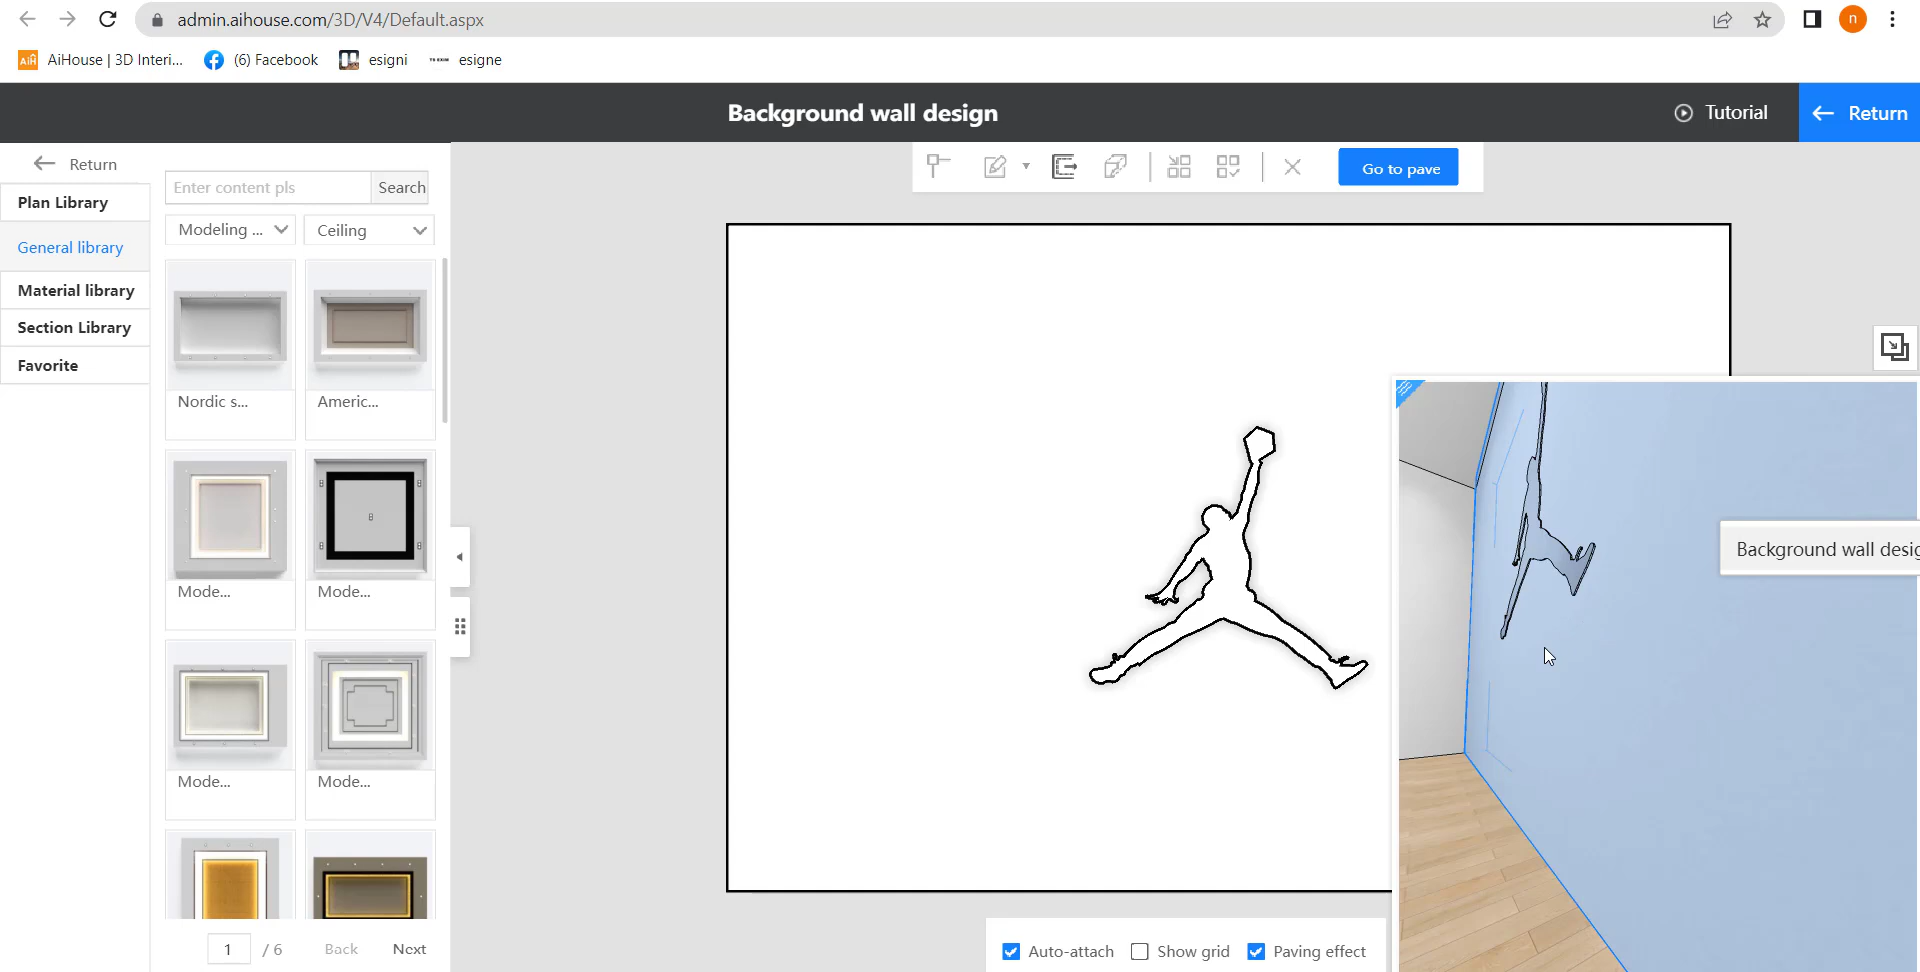 admin.aihouse.com/3D/V4/Default.aspx
n
AiH AiHouse | 3D Interi... (6) Facebook esigni esigne
Background wall design
Tutorial
Return
Return
Plan Library
General library
Material library
Section Library
Favorite
Enter content pls Search
Modeling ... Ceiling
Nordic s... Americ...
Mode... Mode...
Mode... Mode...
1 / 6 Back Next
Go to pave
Background wall desig
Auto-attach Show grid Paving effect